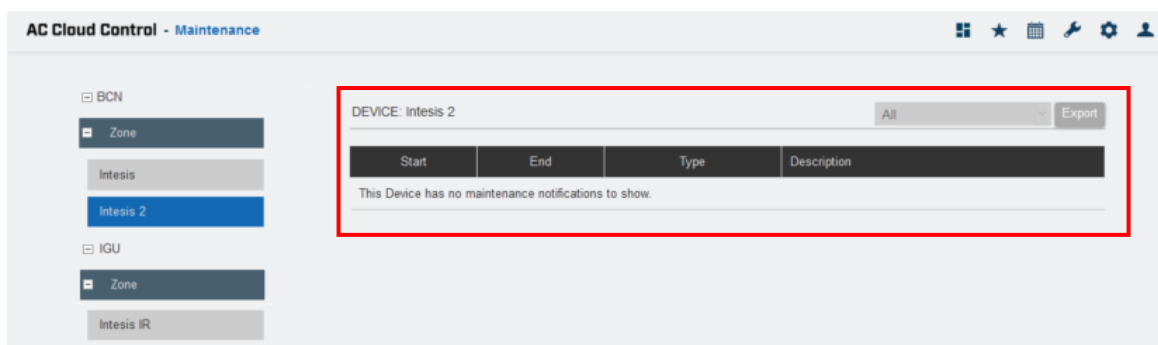 AC Cloud Control - Maintenance
BCN
Zone
Intesis
Intesis 2
IGU
Zone
Intesis IR
DEVICE: Intesis 2
All
Export
Start End Type Description
This Device has no maintenance notifications to show.